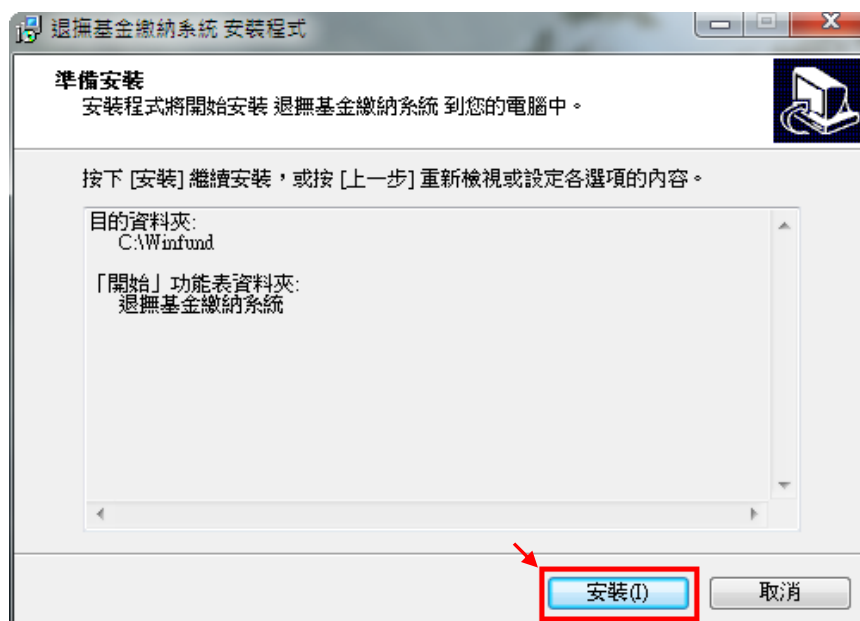 退撫基金繳納系統 安裝程式
準備安裝
安裝程式將開始安裝 退撫基金繳納系統 到您的電腦中。
按下 [安裝] 繼續安裝，或按 [上一步] 重新檢視或設定各選項的內容。
目的資料夾:
C:\Winfund
「開始」功能表資料夾:
退撫基金繳納系統
安裝(I) 取消